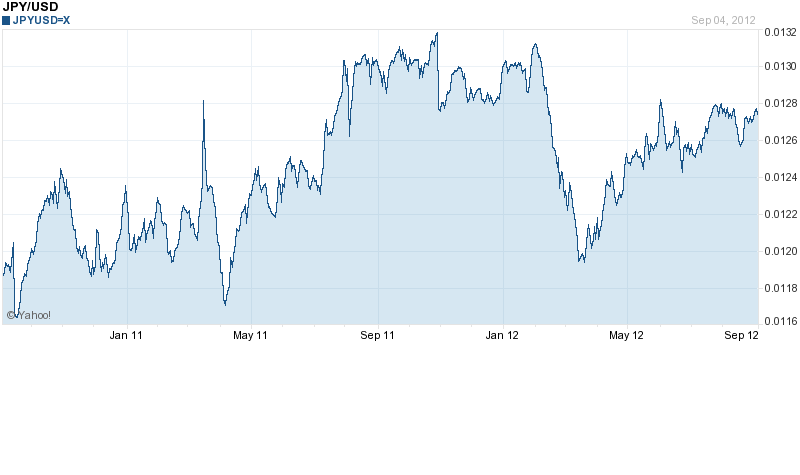 JPY/USD
JPYUSD=X
Sep 04, 2012
0.0132
0.0130
0.0128
0.0126
0.0124
0.0122
0.0120
0.0118
0.0116
© Yahoo!
Jan 11 May 11 Sep 11 Jan 12 May 12 Sep 12